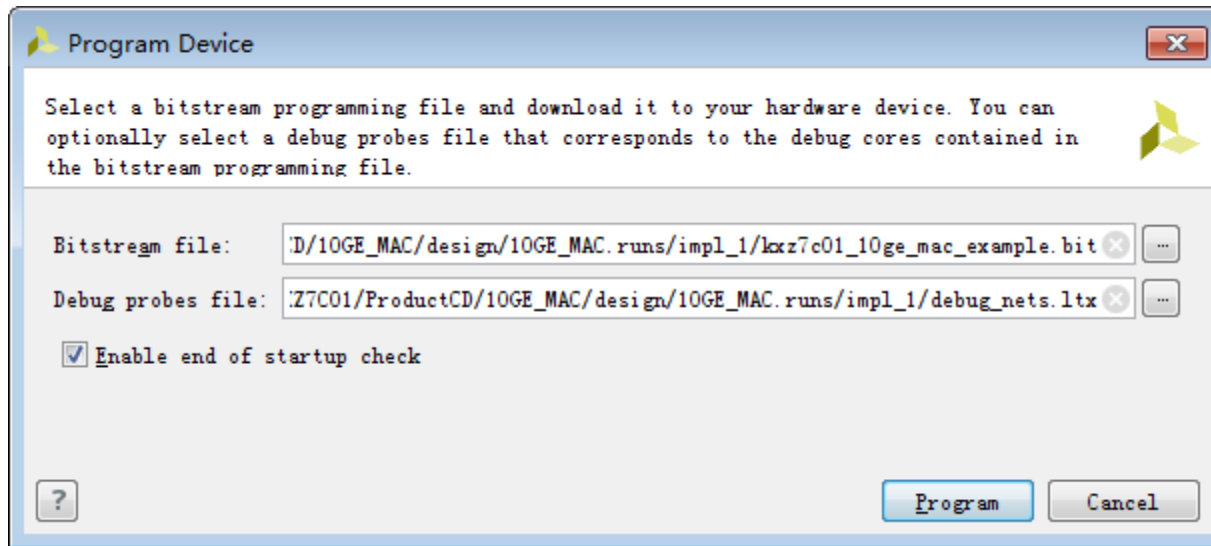 Program Device
Select a bitstream programming file and download it to your hardware device. You can
optionally select a debug probes file that corresponds to the debug cores contained in
the bitstream programming file.
Bitstream file: :D/10GE_MAC/design/10GE_MAC.runs/impl_1/kxz7c01_10ge_mac_example.bit ...
Debug probes file: :Z7C01/ProductCD/10GE_MAC/design/10GE_MAC.runs/impl_1/debug_nets.ltx ...
Enable end of startup check
? Program Cancel